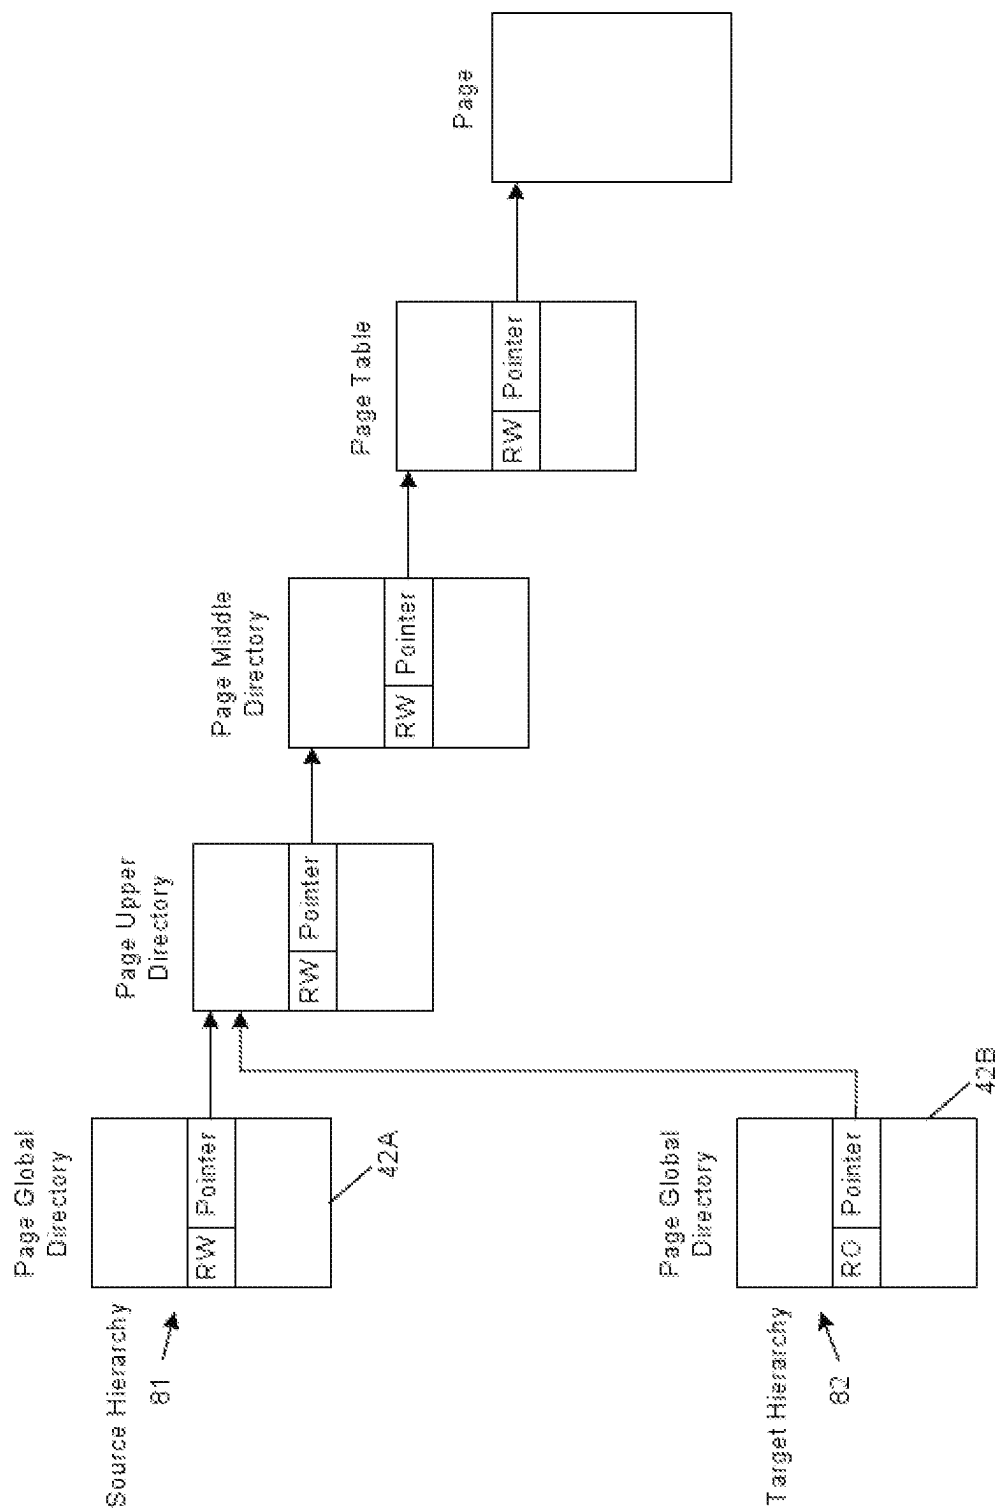 Source Hierarchy
81
Page Global
Directory
RW
Pointer
42A
Page Upper
Directory
RW
Pointer
Page Middle
Directory
RW
Pointer
Page Table
RW
Pointer
Page
Target Hierarchy
82
Page Global
Directory
RO
Pointer
42B